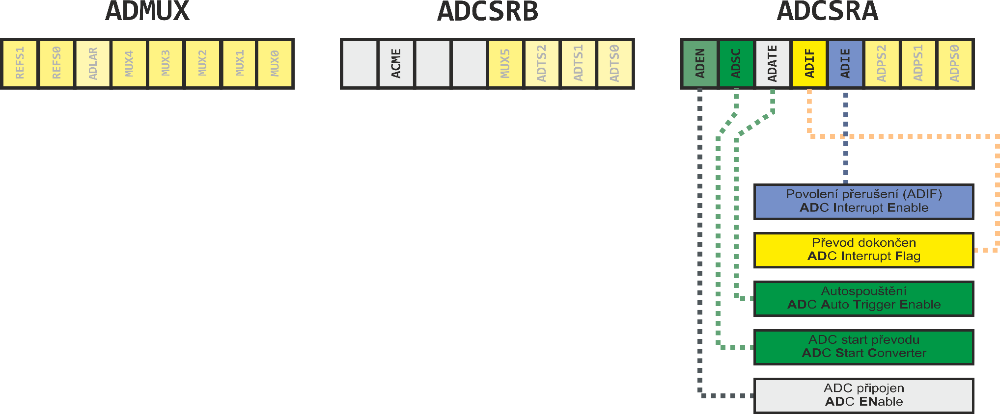 ADMUX
REFS1
REFS0
ADLAR
MUX4
MUX3
MUX2
MUX1
MUX0
ADCSRB
ACME
MUX5
ADTS2
ADTS1
ADTS0
ADCSRA
ADEN
ADSC
ADATE
ADIF
ADIE
ADPS2
ADPS1
ADPS0
Povolení přerušení (ADIF)
ADC Interrupt Enable
Převod dokončen
ADC Interrupt Flag
Autospouštění
ADC Auto Trigger Enable
ADC start převodu
ADC Start Converter
ADC připojen
ADC ENable